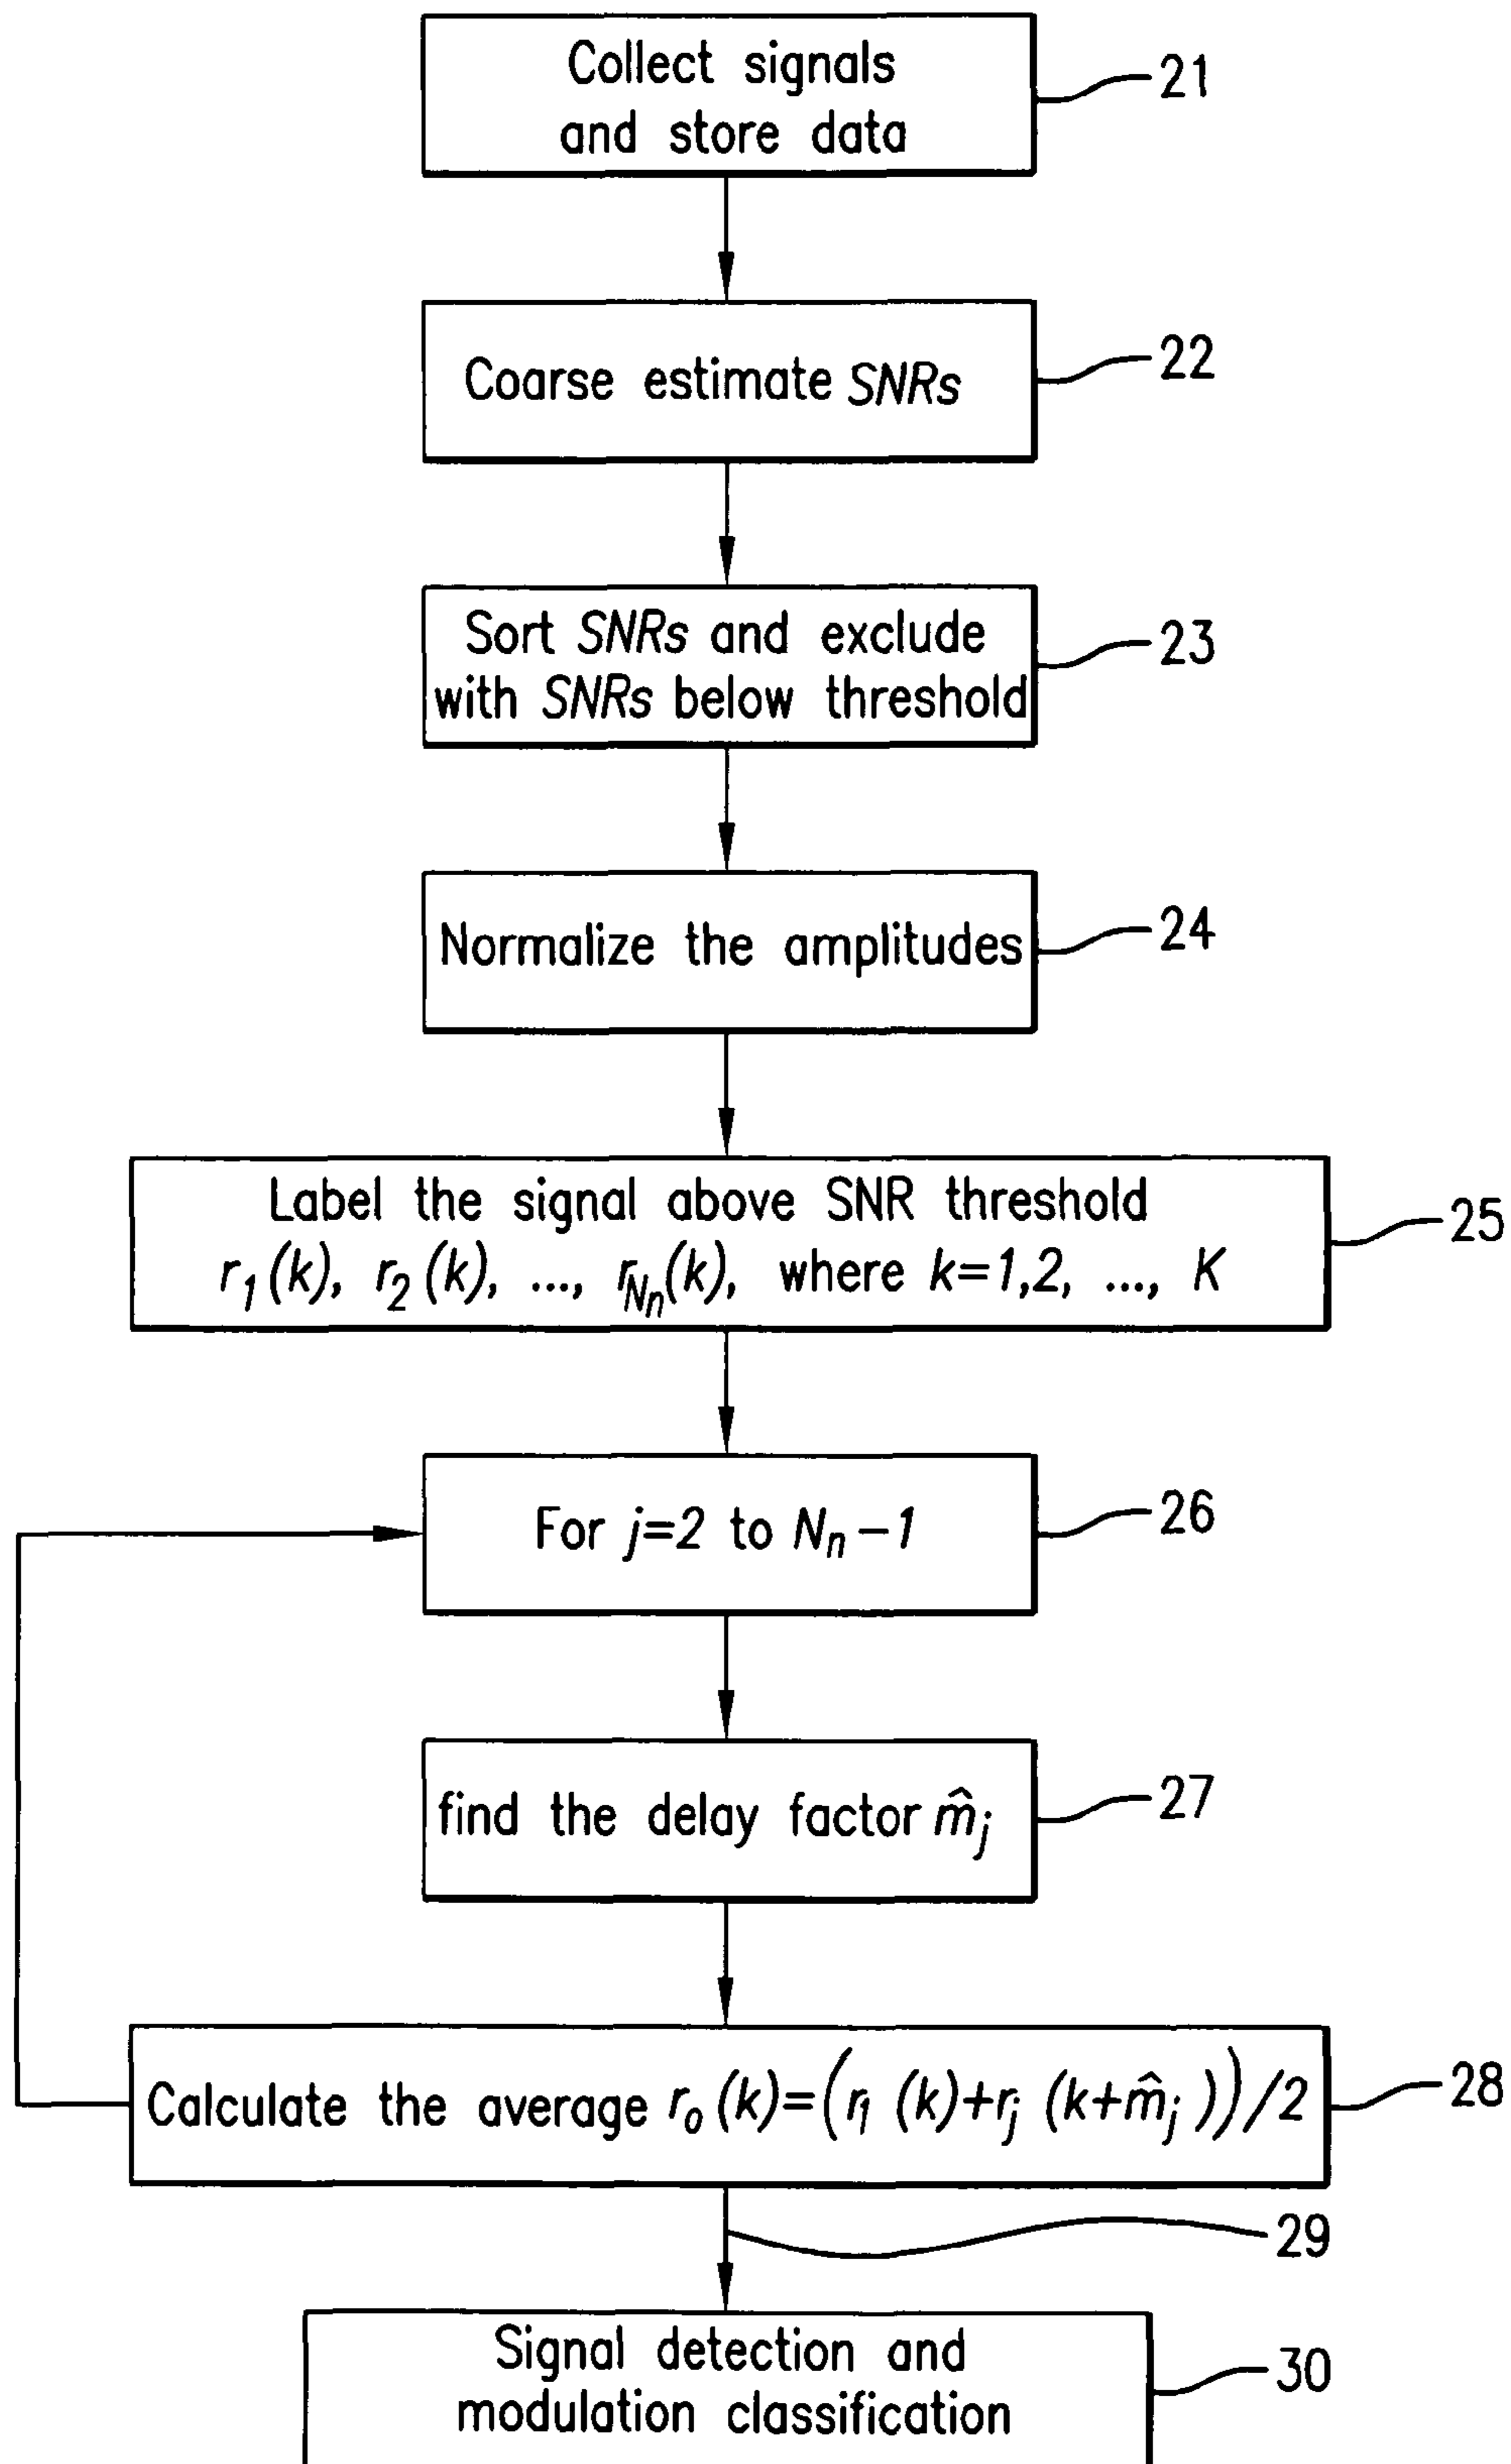 Collect signals
and store data
21
Coarse estimate SNRs
22
Sort SNRs and exclude
with SNRs below threshold
23
Normalize the amplitudes
24
Label the signal above SNR threshold
r₁(k), r₂(k), ..., r_Nₙ(k), where k=1,2, ..., K
25
For j=2 to Nₙ−1
26
find the delay factor m̂ⱼ
27
Calculate the average rₒ(k)=(r₁(k)+rⱼ(k+m̂ⱼ))/2
28
29
Signal detection and
modulation classification
30